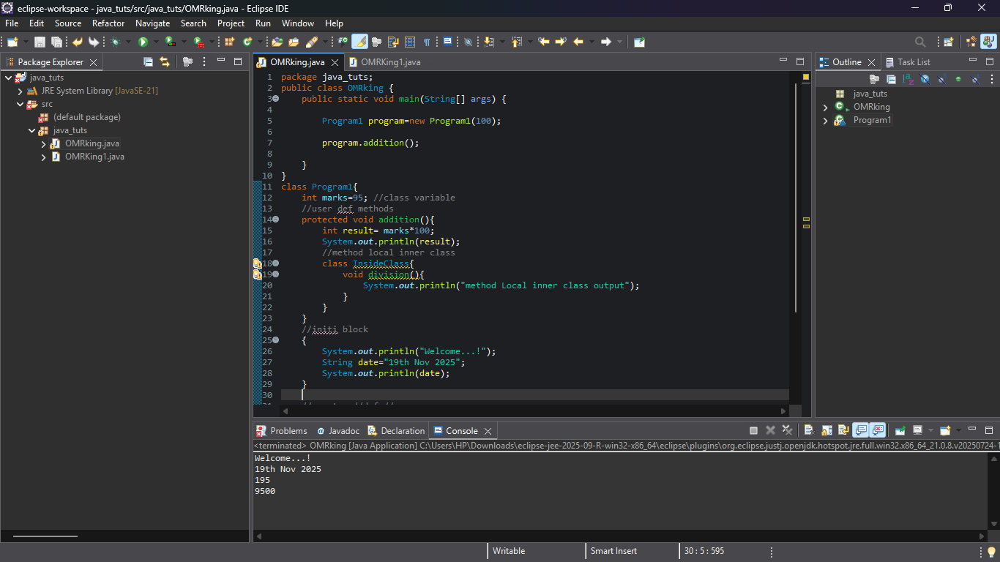 eclipse-workspace - java_tuts/src/java_tuts/OMRking.java - Eclipse IDE
File Edit Source Refactor Navigate Search Project Run Window Help
Package Explorer
java_tuts
JRE System Library [JavaSE-21]
src
(default package)
java_tuts
OMRking.java
OMRKing1.java
OMRking.java OMRKing1.java
1 package java_tuts;
2 public class OMRking {
3 public static void main(String[] args) {
4
5 Program1 program=new Program1(100);
6
7 program.addition();
8
9 }
10 }
11 class Program1{
12 int marks=95; //class variable
13 //user def methods
14 protected void addition(){
15 int result= marks*100;
16 System.out.println(result);
17 //method local inner class
18 class InsideClass{
19 void division(){
20 System.out.println("method Local inner class output");
21 }
22 }
23 }
24 //initi block
25 {
26 System.out.println("Welcome...!");
27 String date="19th Nov 2025";
28 System.out.println(date);
29 }
30
Outline Task List
java_tuts
OMRking
Program1
Problems Javadoc Declaration Console
<terminated> OMRking [Java Application] C:\Users\HP\Downloads\eclipse-jee-2025-09-R-win32-x86_64\eclipse\plugins\org.eclipse.justj.openjdk.hotspot.jre.full.win32.x86_64_21.0.8.v20250724-1
Welcome...!
19th Nov 2025
195
9500
Writable Smart Insert 30 : 5 : 595